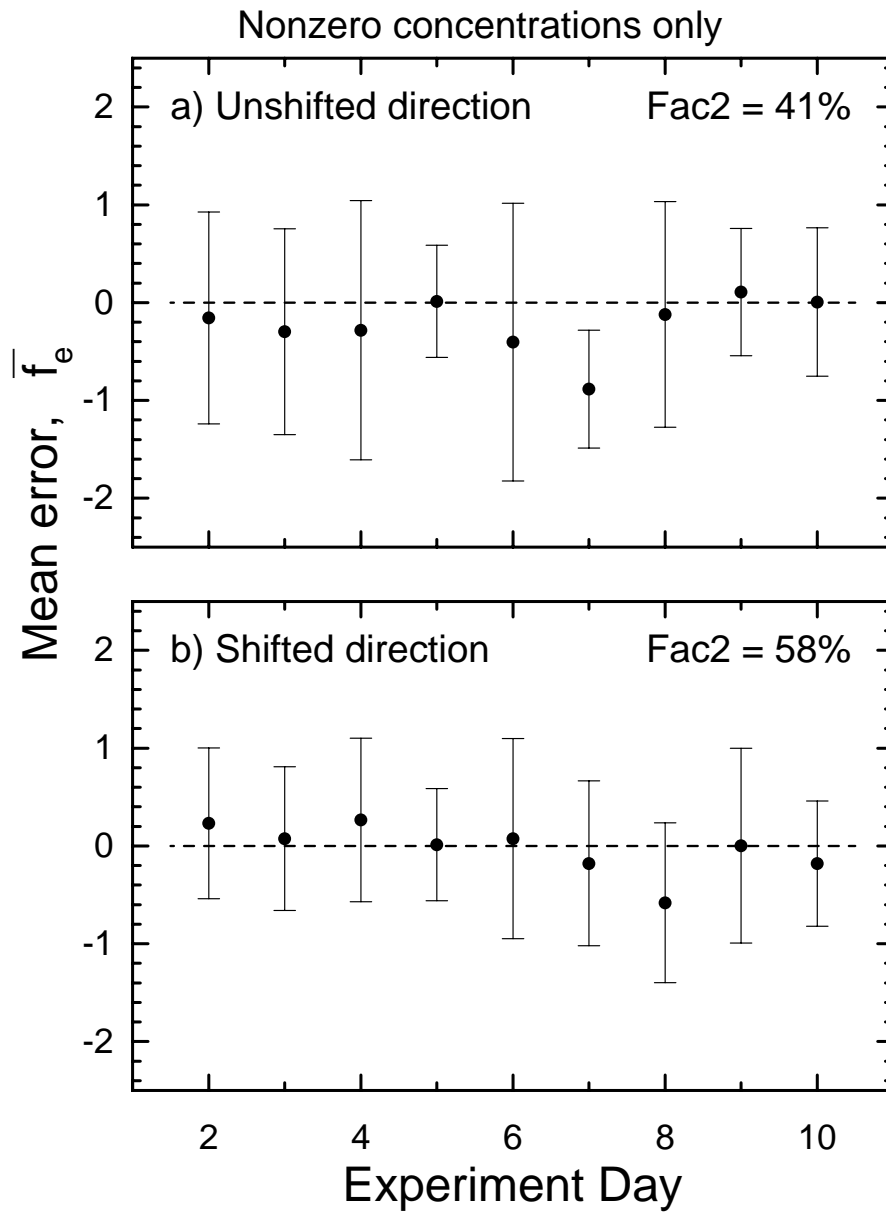 Nonzero concentrations only
a) Unshifted direction Fac2 = 41%
2
1
0
-1
-2
Mean error, f̅ₑ
b) Shifted direction Fac2 = 58%
2
1
0
-1
-2
2 4 6 8 10
Experiment Day